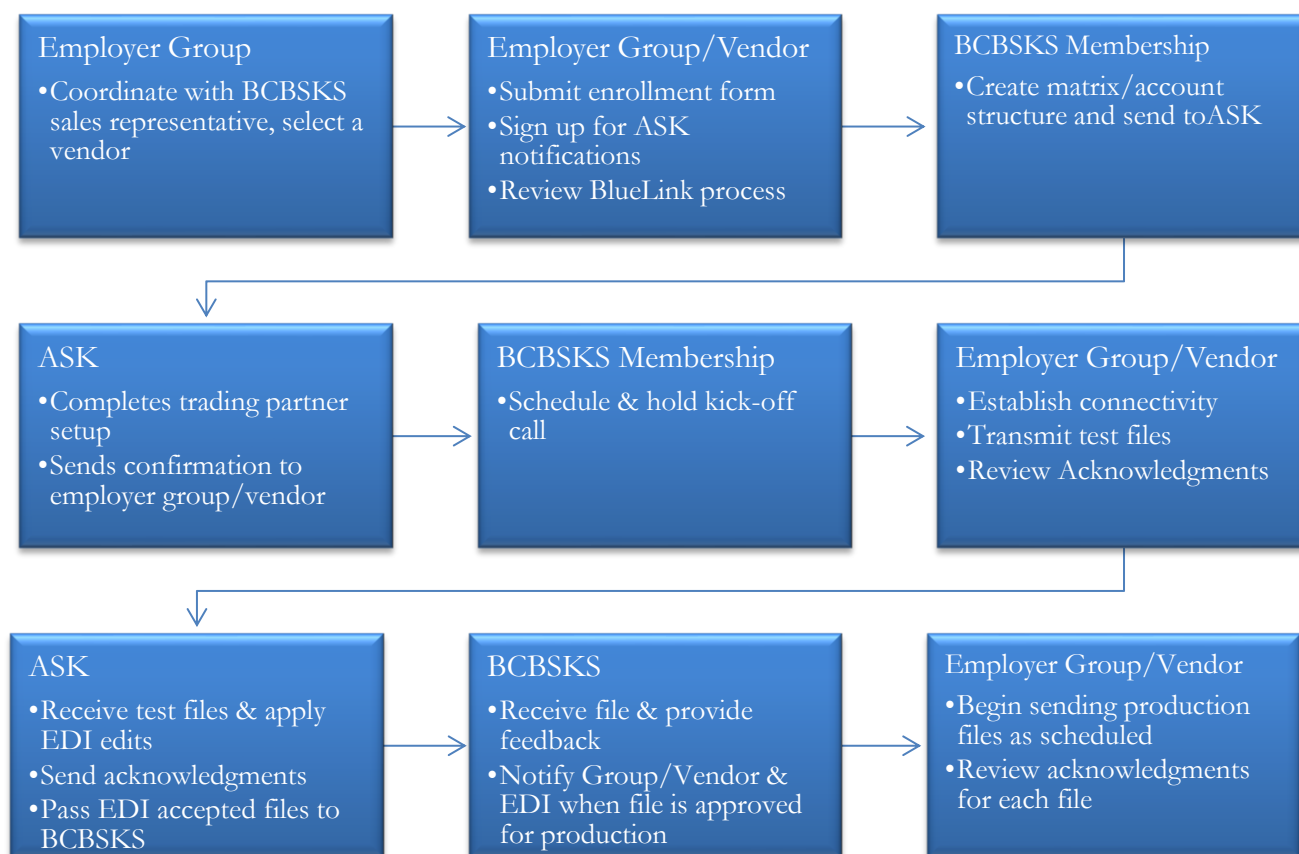 Employer Group
•Coordinate with BCBSKS
sales representative, select a
vendor
Employer Group/Vendor
•Submit enrollment form
•Sign up for ASK
notifications
•Review BlueLink process
BCBSKS Membership
•Create matrix/account
structure and send toASK
ASK
•Completes trading partner
setup
•Sends confirmation to
employer group/vendor
BCBSKS Membership
•Schedule & hold kick-off
call
Employer Group/Vendor
•Establish connectivity
•Transmit test files
•Review Acknowledgments
ASK
•Receive test files & apply
EDI edits
•Send acknowledgments
•Pass EDI accepted files to
BCBSKS
BCBSKS
•Receive file & provide
feedback
•Notify Group/Vendor &
EDI when file is approved
for production
Employer Group/Vendor
•Begin sending production
files as scheduled
•Review acknowledgments
for each file